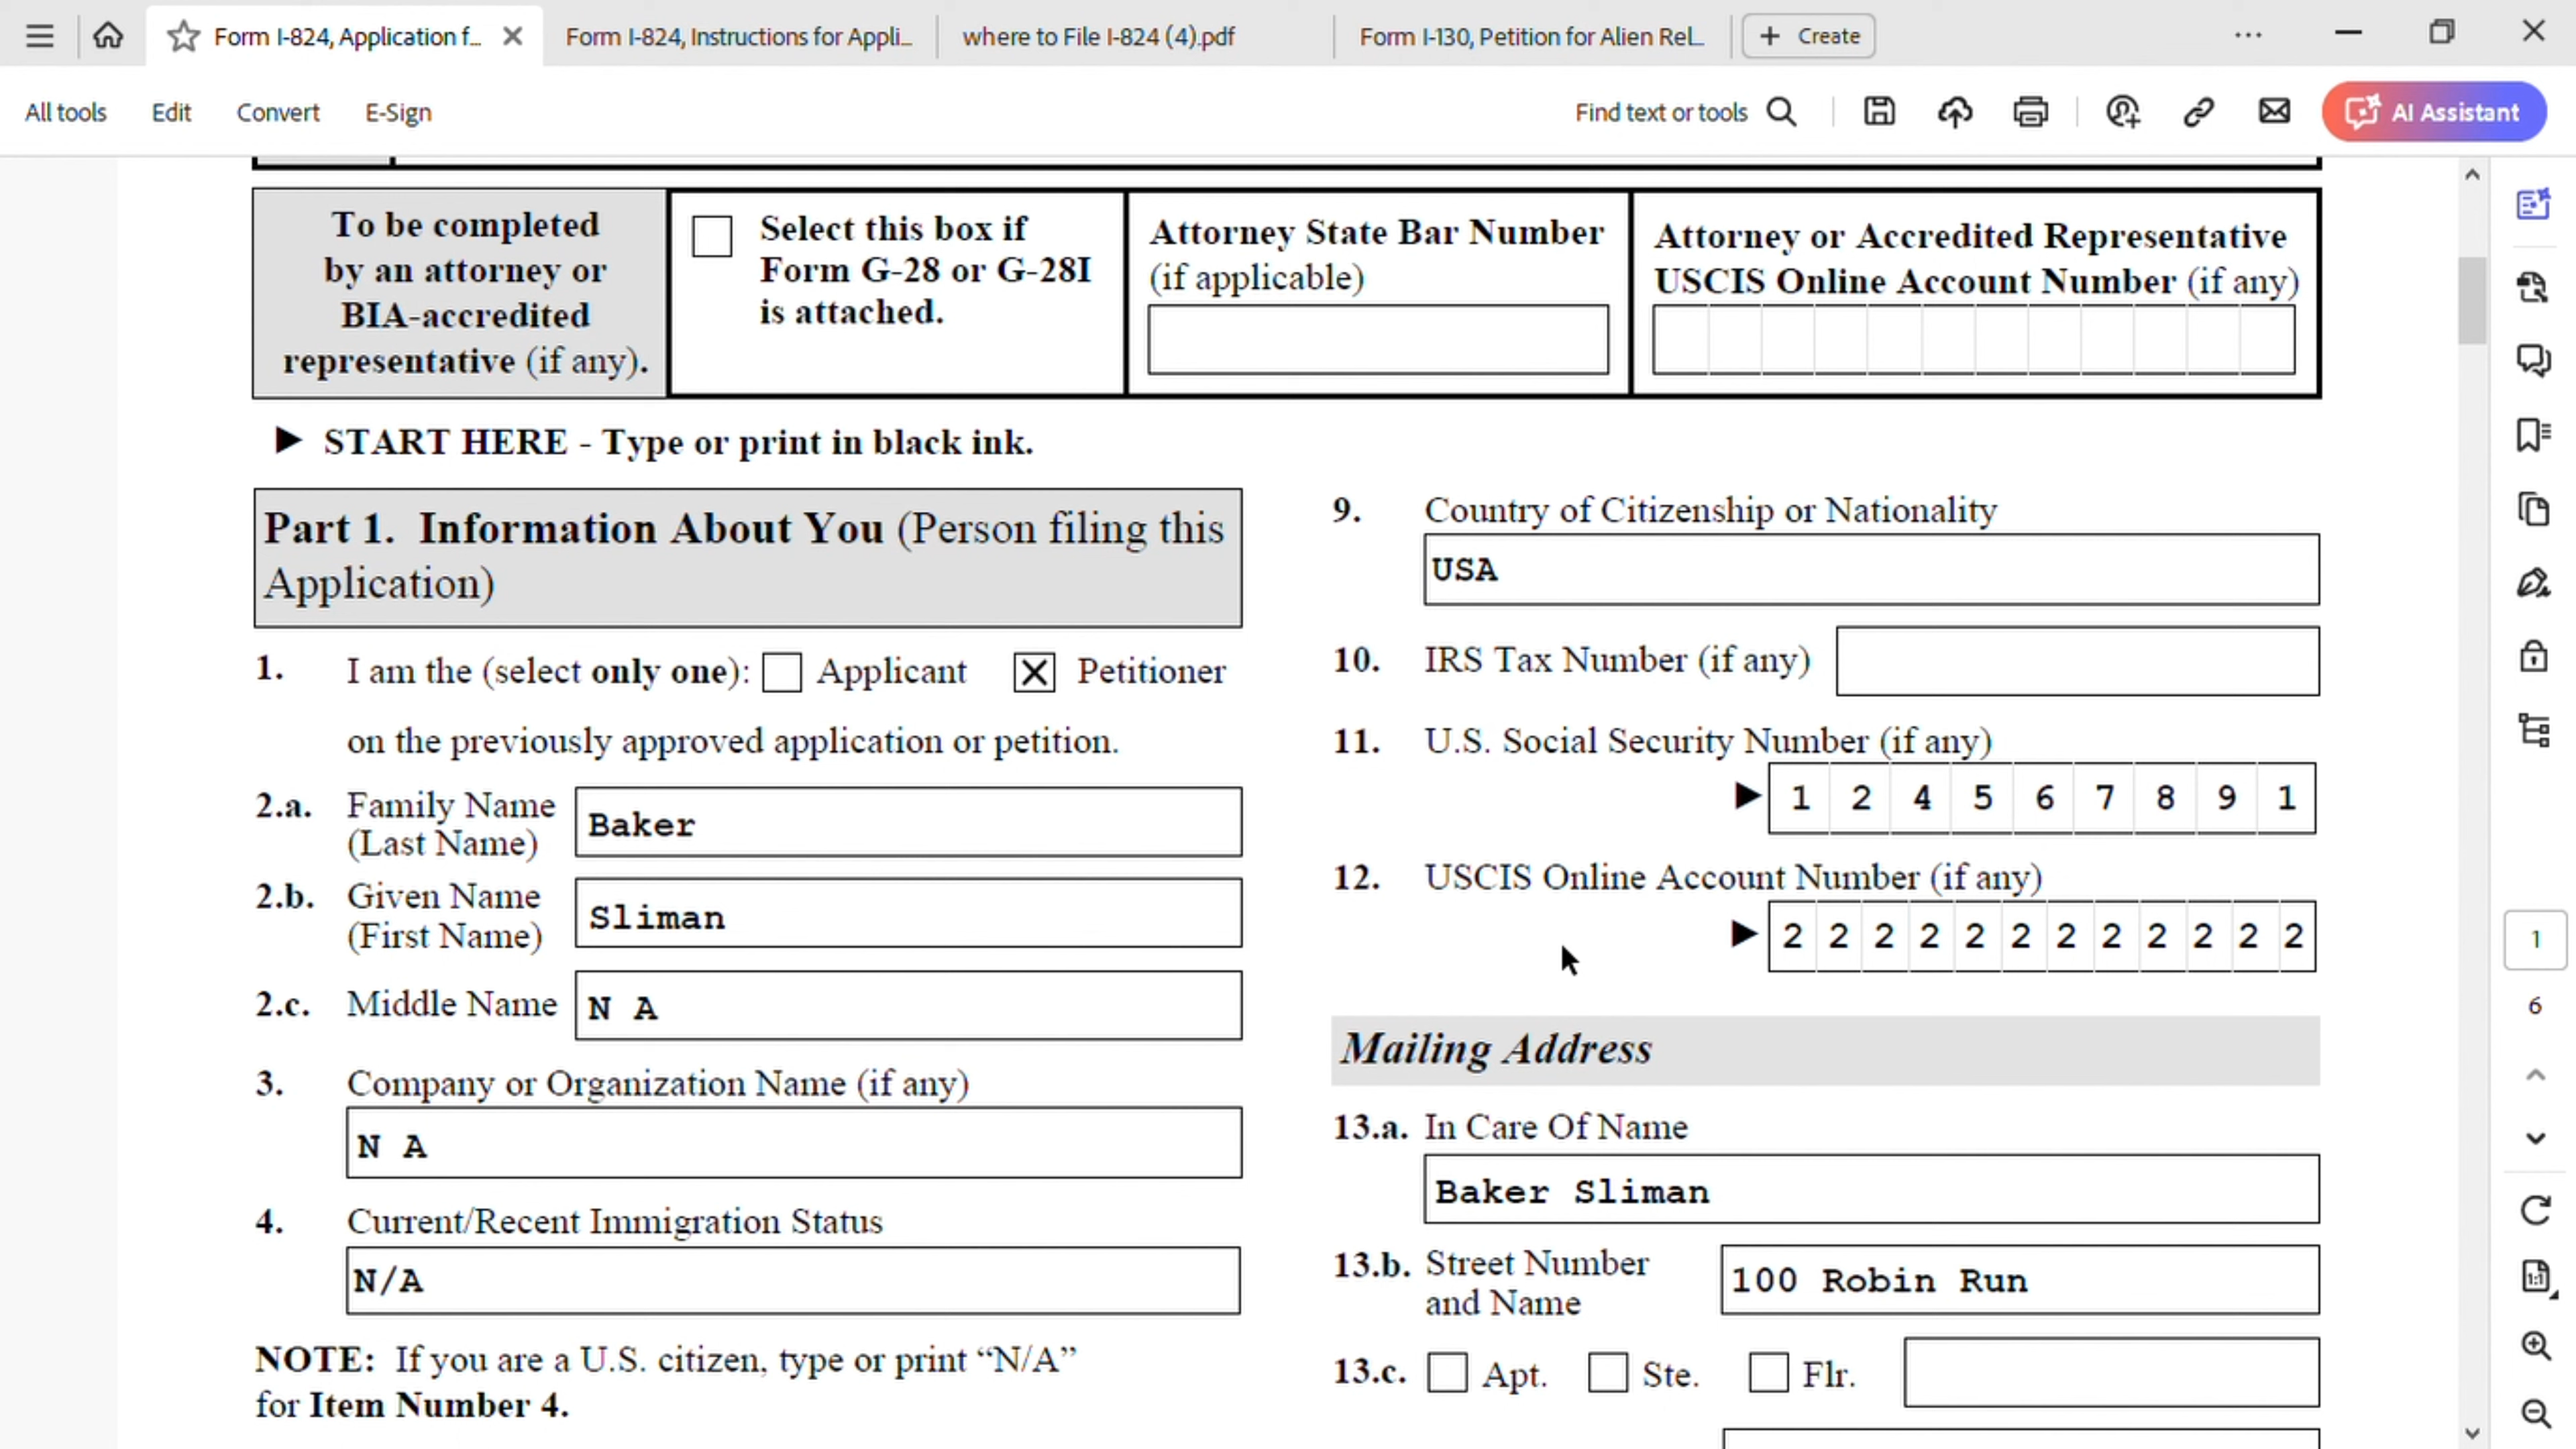 Form I-824, Application f...
Form I-824, Instructions for Appli...
where to File I-824 (4).pdf
Form I-130, Petition for Alien Rel...
+ Create
All tools
Edit
Convert
E-Sign
Find text or tools
AI Assistant
To be completed
by an attorney or
BIA-accredited
representative (if any).
Select this box if
Form G-28 or G-28I
is attached.
Attorney State Bar Number
(if applicable)
Attorney or Accredited Representative
USCIS Online Account Number (if any)
► START HERE - Type or print in black ink.
Part 1. Information About You (Person filing this
Application)
1. I am the (select only one): Applicant X Petitioner
on the previously approved application or petition.
2.a. Family Name
(Last Name)
Baker
2.b. Given Name
(First Name)
Sliman
2.c. Middle Name
N A
3. Company or Organization Name (if any)
N A
4. Current/Recent Immigration Status
N/A
NOTE: If you are a U.S. citizen, type or print “N/A”
for Item Number 4.
9. Country of Citizenship or Nationality
USA
10. IRS Tax Number (if any)
11. U.S. Social Security Number (if any)
► 1 2 4 5 6 7 8 9 1
12. USCIS Online Account Number (if any)
► 2 2 2 2 2 2 2 2 2 2 2 2
Mailing Address
13.a. In Care Of Name
Baker Sliman
13.b. Street Number
and Name
100 Robin Run
13.c. Apt. Ste. Flr.
1
6
1:1